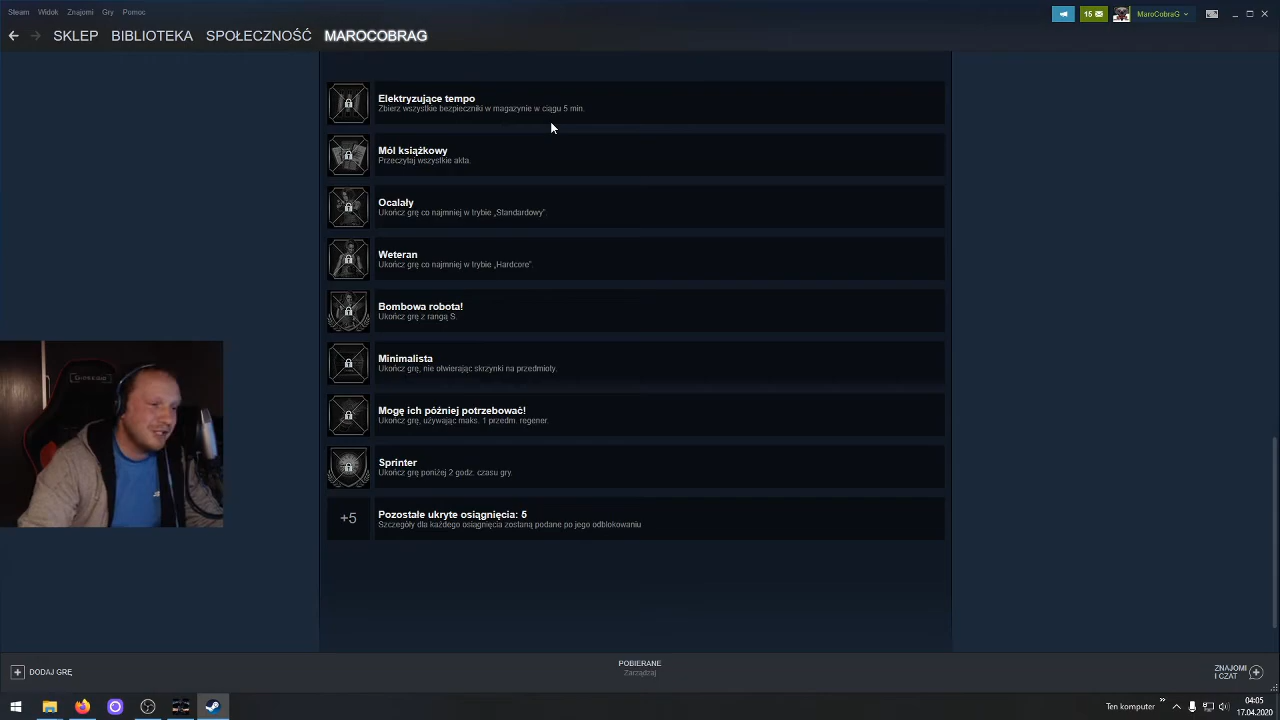 Steam Widok Znajomi Gry Pomoc
15
MaroCobraG
SKLEP BIBLIOTEKA SPOŁECZNOŚĆ MAROCOBRAG
Elektryzujące tempo
Zbierz wszystkie bezpieczniki w magazynie w ciągu 5 min.
Mól książkowy
Przeczytaj wszystkie akta.
Ocalały
Ukończ grę co najmniej w trybie „Standardowy”.
Weteran
Ukończ grę co najmniej w trybie „Hardcore”.
Bombowa robota!
Ukończ grę z rangą S.
Minimalista
Ukończ grę, nie otwierając skrzynki na przedmioty.
Mogę ich później potrzebować!
Ukończ grę, używając maks. 1 przedm. regener.
Sprinter
Ukończ grę poniżej 2 godz. czasu gry.
+5
Pozostałe ukryte osiągnięcia: 5
Szczegóły dla każdego osiągnięcia zostaną podane po jego odblokowaniu
DODAJ GRĘ
POBIERANE
Zarządzaj
ZNAJOMI
I CZAT
Ten komputer
04:05
17.04.2020